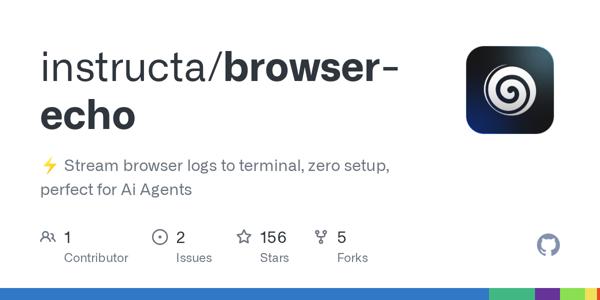 instructa/browser-
echo
⚡ Stream browser logs to terminal, zero setup,
perfect for Ai Agents
1 2 156 5
Contributor Issues Stars Forks